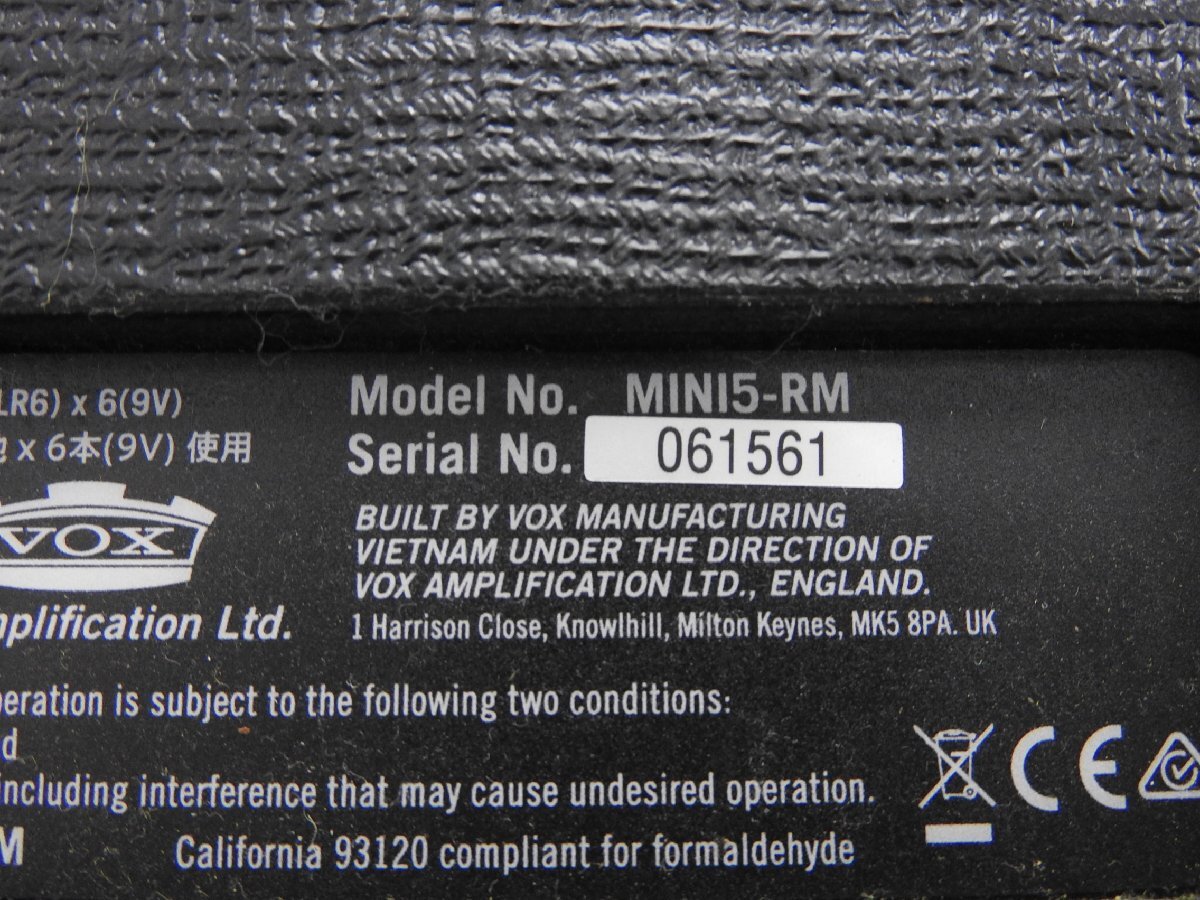 LR6) x 6(9V)
x 6本(9V) 使用
Model No. MINI5-RM
Serial No. 061561
VOX
mplification Ltd.
BUILT BY VOX MANUFACTURING
VIETNAM UNDER THE DIRECTION OF
VOX AMPLIFICATION LTD., ENGLAND.
1 Harrison Close, Knowlhill, Milton Keynes, MK5 8PA. UK
peration is subject to the following two conditions:
d
including interference that may cause undesired operation.
M
California 93120 compliant for formaldehyde
CE